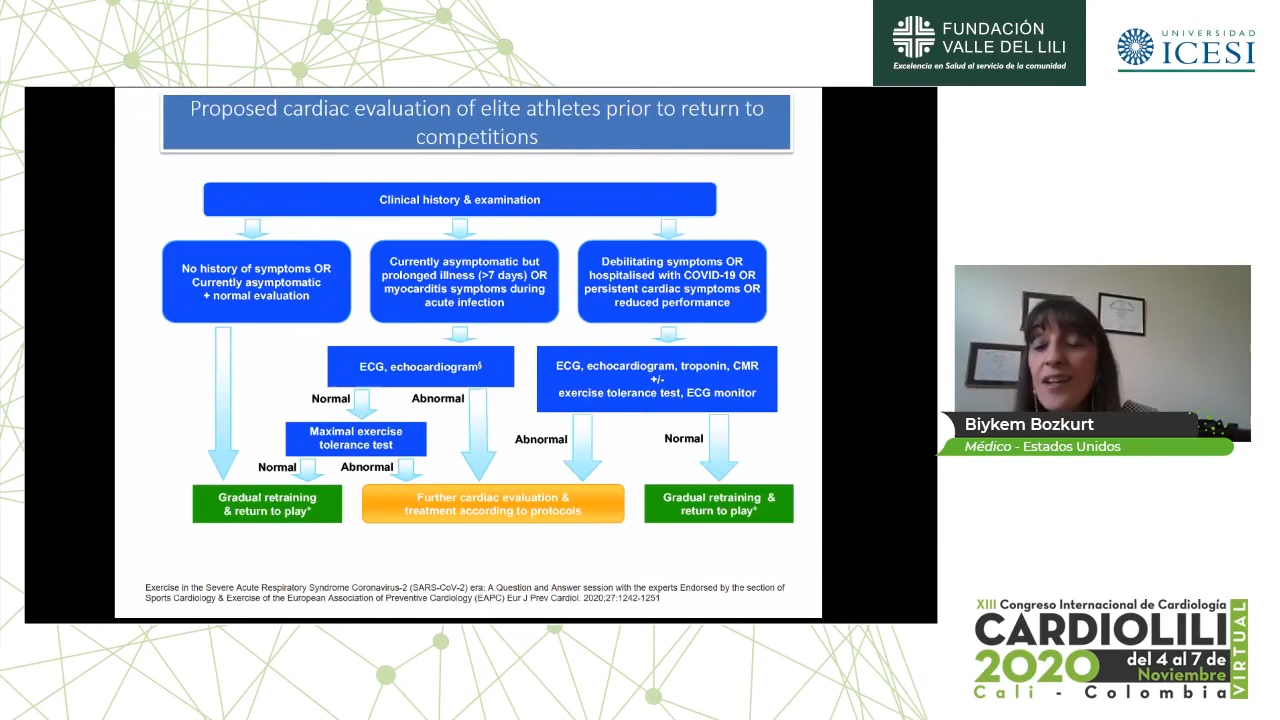 FUNDACIÓN
VALLE DEL LILI
Excelencia en Salud al servicio de la comunidad
UNIVERSIDAD
ICESI
Proposed cardiac evaluation of elite athletes prior to return to
competitions
Clinical history & examination
No history of symptoms OR
Currently asymptomatic
+ normal evaluation
Currently asymptomatic but
prolonged illness (>7 days) OR
myocarditis symptoms during
acute infection
Debilitating symptoms OR
hospitalised with COVID-19 OR
persistent cardiac symptoms OR
reduced performance
ECG, echocardiogram§
ECG, echocardiogram, troponin, CMR
+/-
exercise tolerance test, ECG monitor
Normal
Abnormal
Maximal exercise
tolerance test
Abnormal
Normal
Normal
Abnormal
Gradual retraining
& return to play*
Further cardiac evaluation &
treatment according to protocols
Gradual retraining &
return to play*
Exercise in the Severe Acute Respiratory Syndrome Coronavirus-2 (SARS-CoV-2) era: A Question and Answer session with the experts Endorsed by the section of
Sports Cardiology & Exercise of the European Association of Preventive Cardiology (EAPC) Eur J Prev Cardiol. 2020;27:1242-1251
Biykem Bozkurt
Médico - Estados Unidos
XIII Congreso Internacional de Cardiología
CARDIOLILI
2020
del 4 al 7 de
Noviembre
Cali - Colombia
VIRTUAL